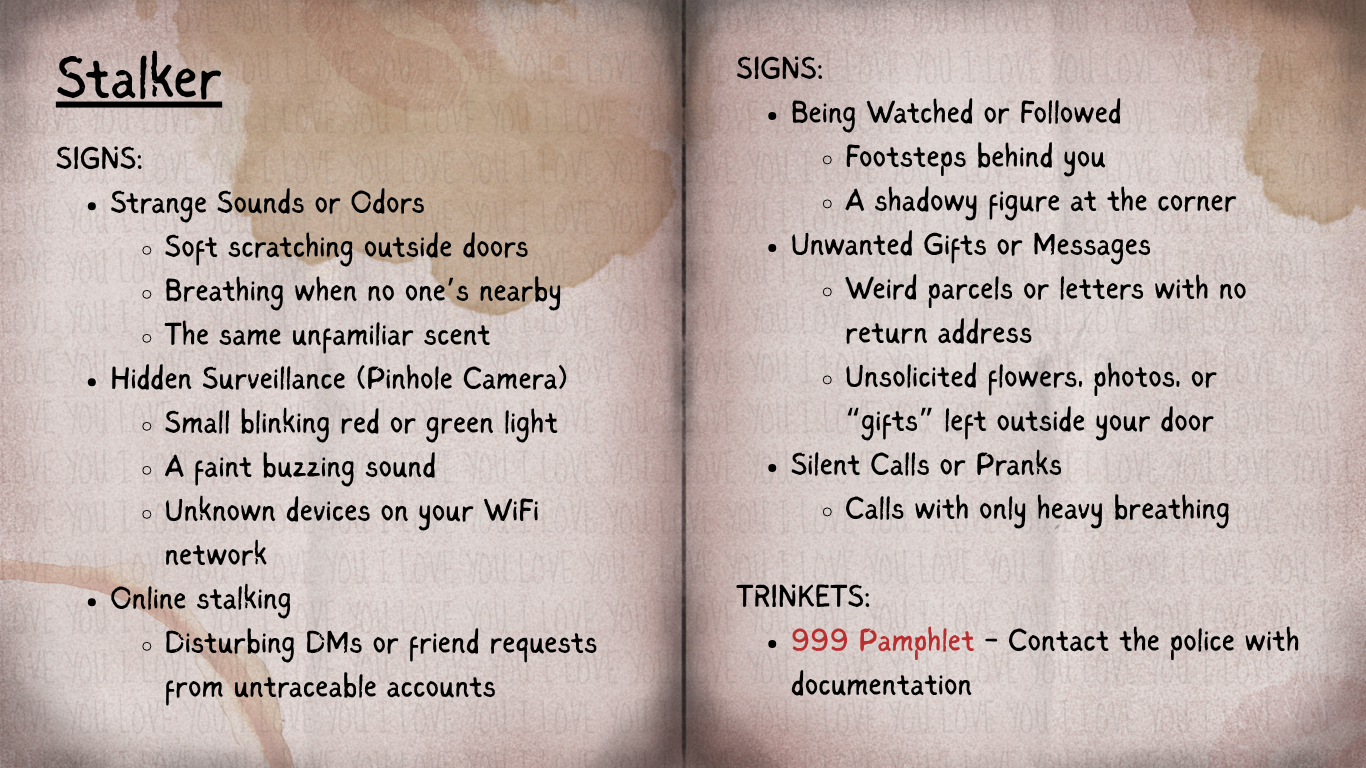 Stalker
SIGNS:
• Strange Sounds or Odors
◦ Soft scratching outside doors
◦ Breathing when no one's nearby
◦ The same unfamiliar scent
• Hidden Surveillance (Pinhole Camera)
◦ Small blinking red or green light
◦ A faint buzzing sound
◦ Unknown devices on your WiFi
network
• Online stalking
◦ Disturbing DMs or friend requests
from untraceable accounts
SIGNS:
• Being Watched or Followed
◦ Footsteps behind you
◦ A shadowy figure at the corner
• Unwanted Gifts or Messages
◦ Weird parcels or letters with no
return address
◦ Unsolicited flowers, photos, or
“gifts” left outside your door
• Silent Calls or Pranks
◦ Calls with only heavy breathing
TRINKETS:
• 999 Pamphlet – Contact the police with
documentation